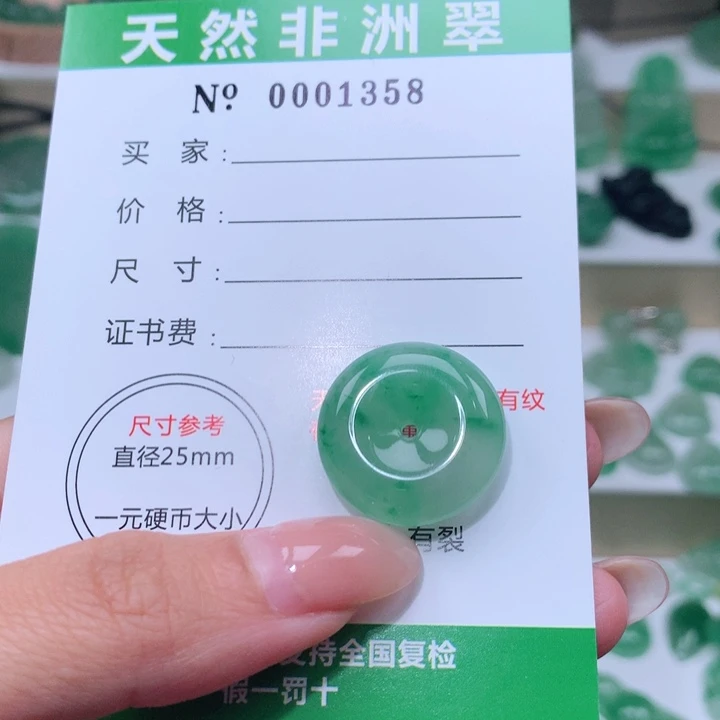 天然非洲翠
Nº 0001358
买 家：
价 格：
尺 寸：
证书费：
尺寸参考
直径25mm
一元硬币大小
有纹
有裂
支持全国复检
假一罚十